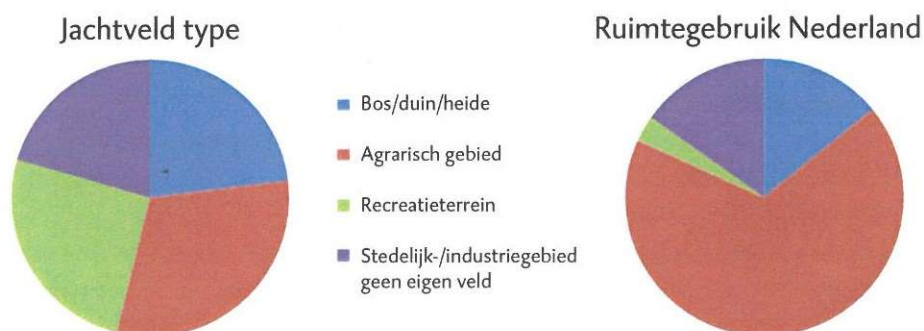 Jachtveld type
Ruimtegebruik Nederland
Bos/duin/heide
Agrarisch gebied
Recreatieterrein
Stedelijk-/industriegebied
geen eigen veld